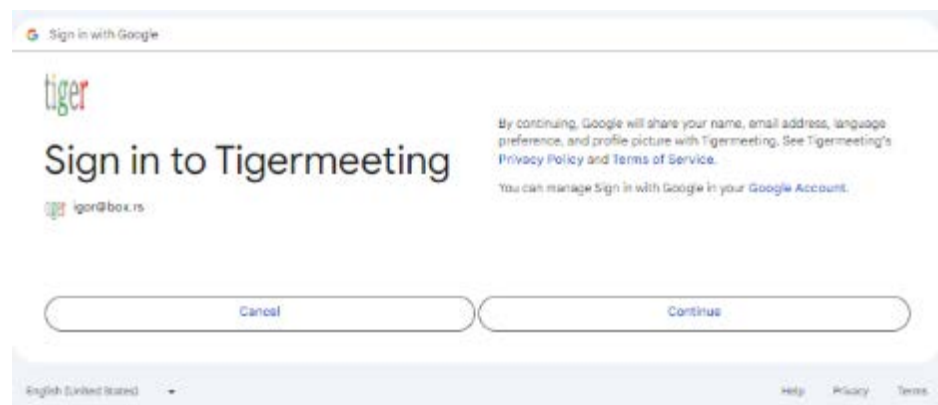 Sign in with Google
tiger
Sign in to Tigermeeting
tiger igor@box.rs
By continuing, Google will share your name, email address, language
preference, and profile picture with Tigermeeting. See Tigermeeting's
Privacy Policy and Terms of Service.
You can manage Sign in with Google in your Google Account.
Cancel
Continue
English (United States)
Help Privacy Terms